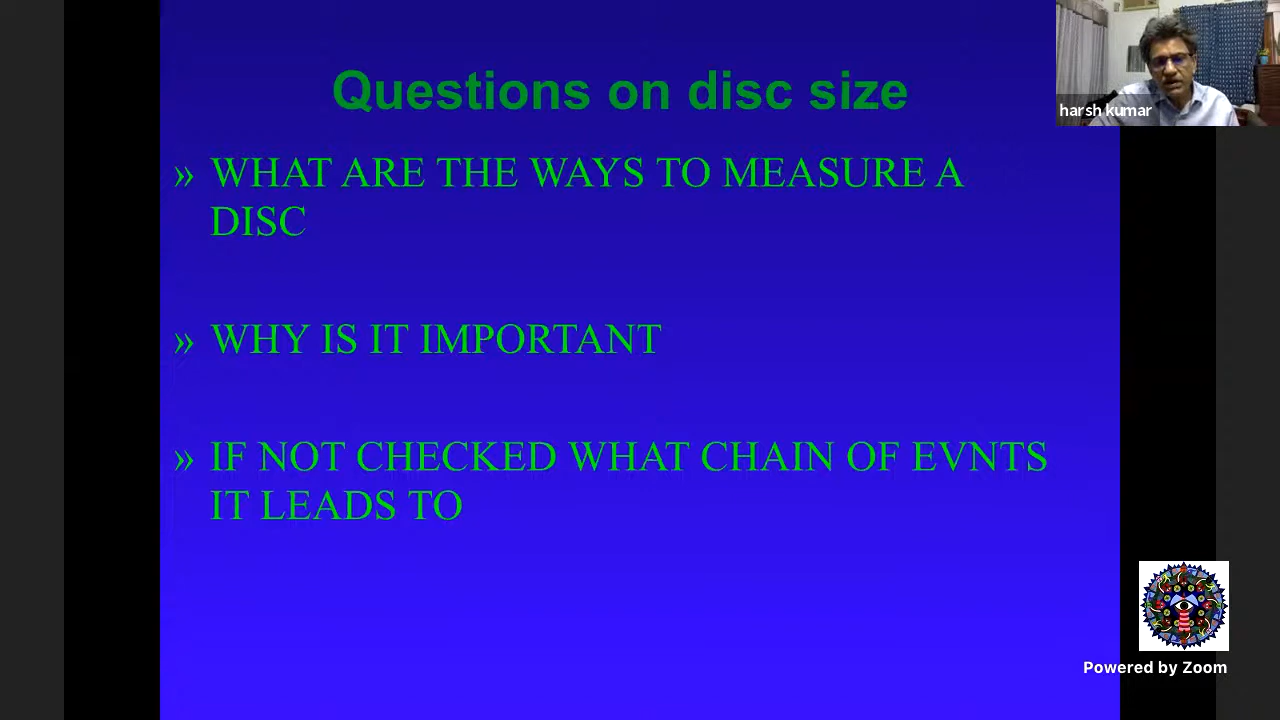 Questions on disc size
» WHAT ARE THE WAYS TO MEASURE A
DISC
» WHY IS IT IMPORTANT
» IF NOT CHECKED WHAT CHAIN OF EVNTS
IT LEADS TO
harsh kumar
Powered by Zoom